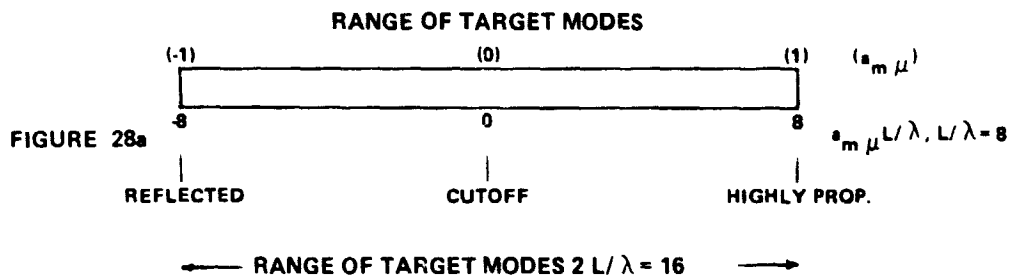 RANGE OF TARGET MODES
(-1) (0) (1) (a_m μ)
-8 0 8 a_m μ L/λ, L/λ = 8
FIGURE 28a
REFLECTED CUTOFF HIGHLY PROP.
RANGE OF TARGET MODES 2 L/λ = 16